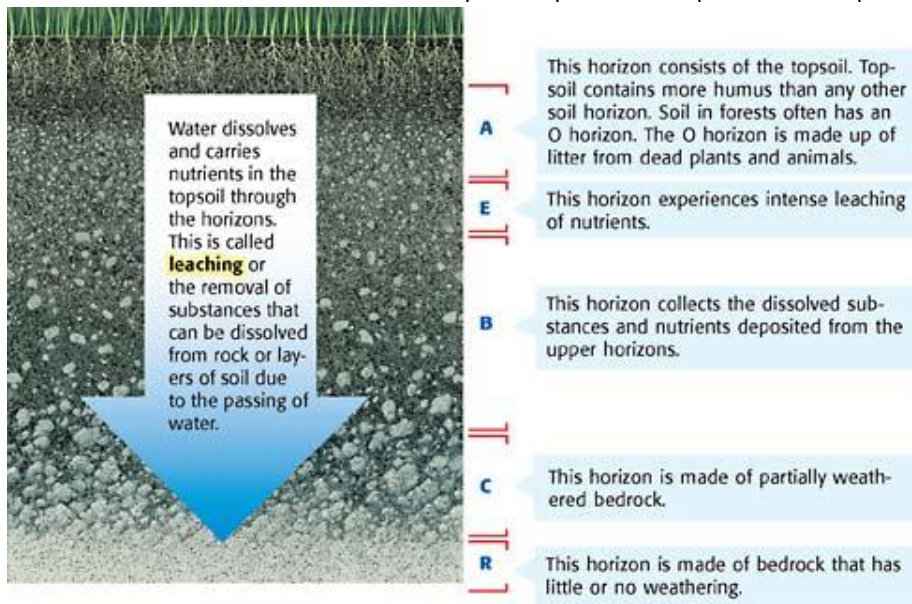 Water dissolves
and carries
nutrients in the
topsoil through
the horizons.
This is called
leaching or
the removal of
substances that
can be dissolved
from rock or lay-
ers of soil due
to the passing of
water.
A
This horizon consists of the topsoil. Top-
soil contains more humus than any other
soil horizon. Soil in forests often has an
O horizon. The O horizon is made up of
litter from dead plants and animals.
E
This horizon experiences intense leaching
of nutrients.
B
This horizon collects the dissolved sub-
stances and nutrients deposited from the
upper horizons.
C
This horizon is made of partially weath-
ered bedrock.
R
This horizon is made of bedrock that has
little or no weathering.